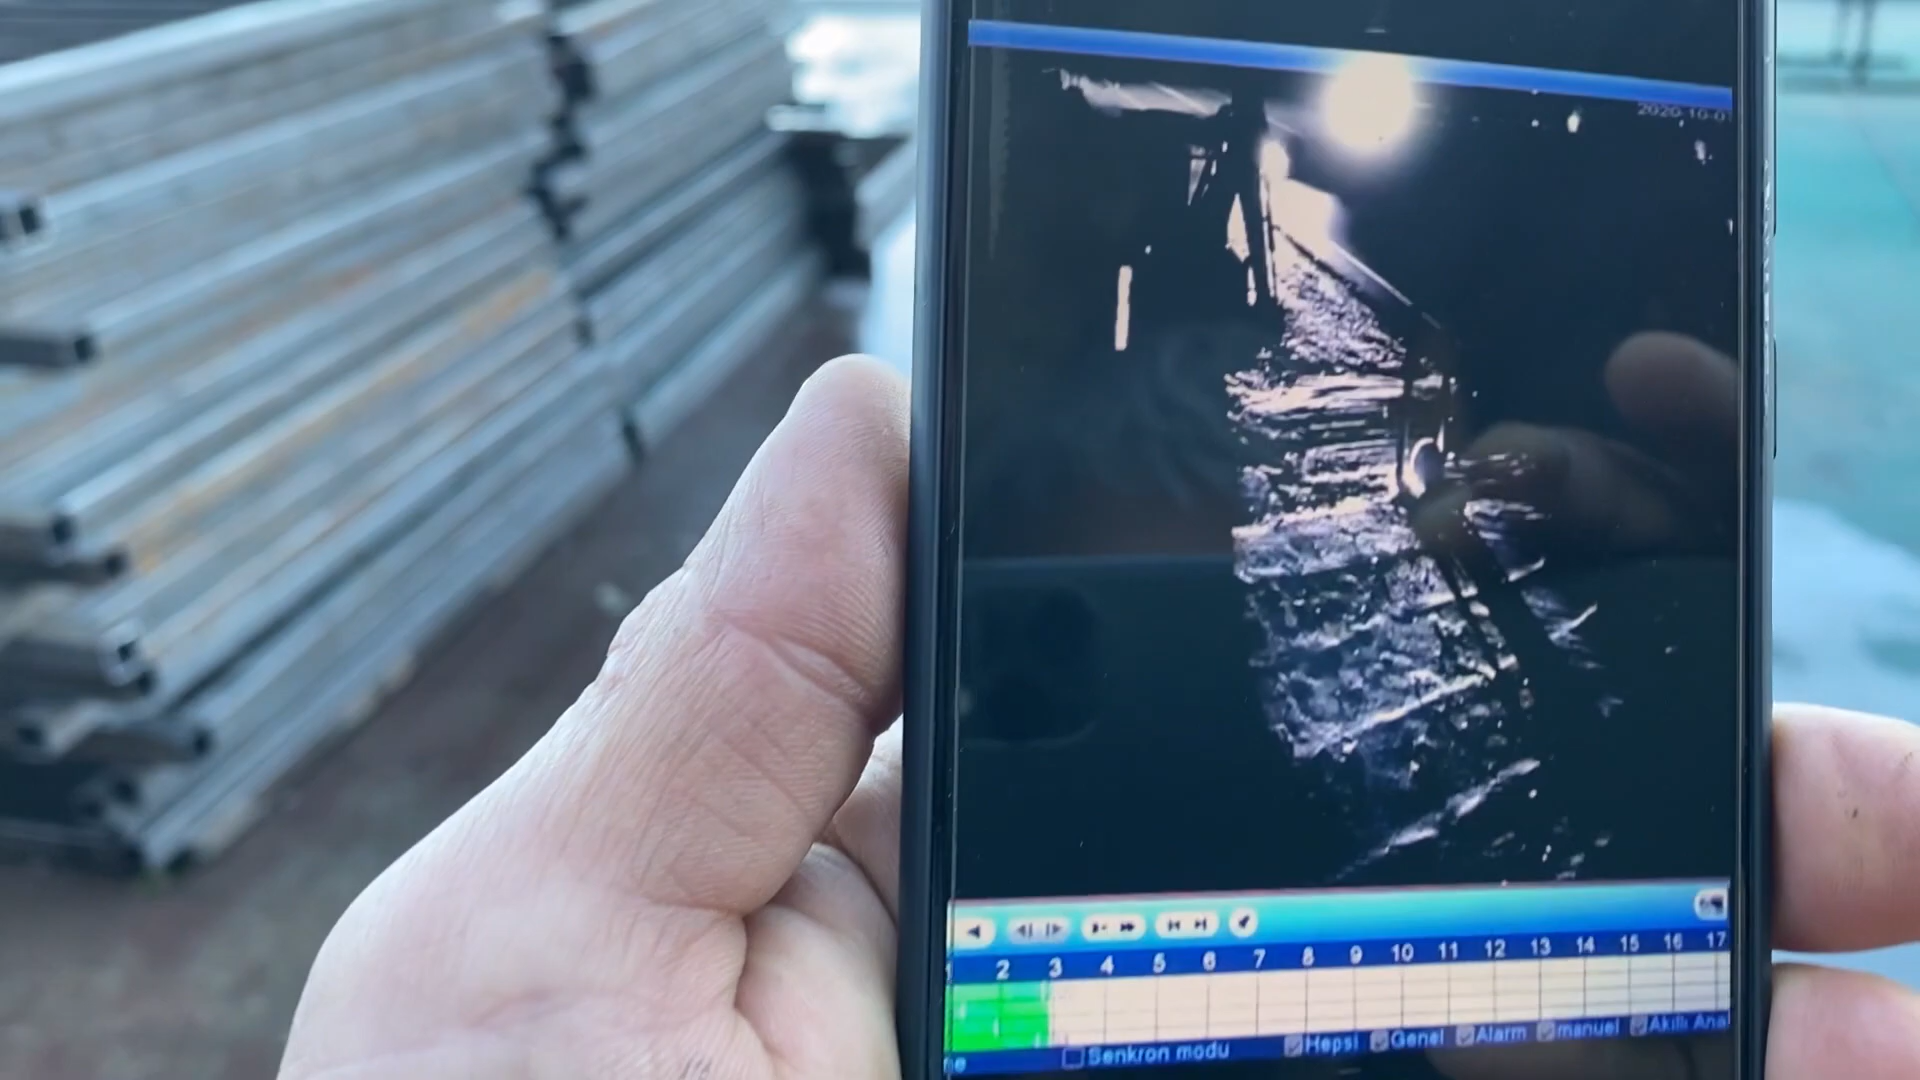 2020-10-0
1 2 3 4 5 6 7 8 9 10 11 12 13 14 15 16 17
Senkron modu Hepsi Genel Alarm manuel Akıllı Ana